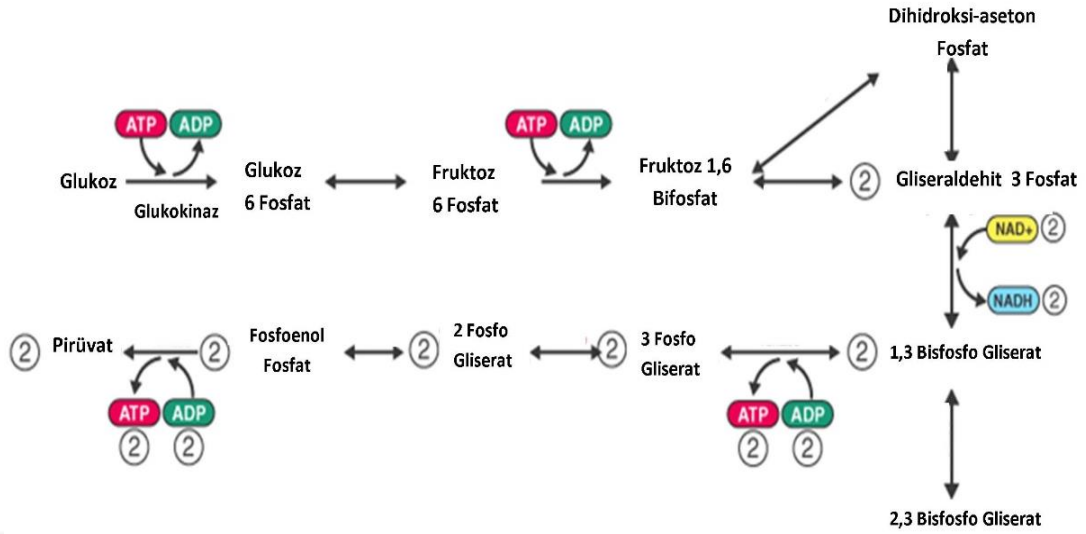 Dihidroksi-aseton
Fosfat
ATP ADP
ATP ADP
Glukoz
Glukokinaz
Glukoz
6 Fosfat
Fruktoz
6 Fosfat
Fruktoz 1,6
Bifosfat
2 Gliseraldehit 3 Fosfat
NAD+ 2
NADH 2
2 Pirüvat
2 Fosfoenol
Fosfat
2 2 Fosfo
Gliserat
2 3 Fosfo
Gliserat
2 1,3 Bisfosfo Gliserat
ATP ADP
2 2
ATP ADP
2 2
2,3 Bisfosfo Gliserat